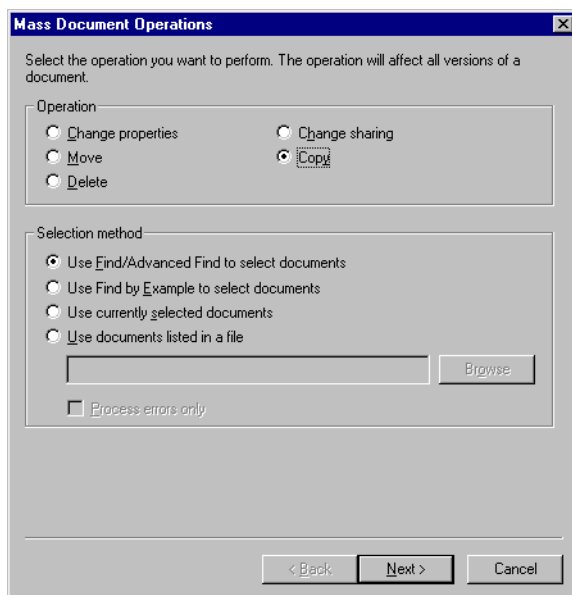 Mass Document Operations
Select the operation you want to perform. The operation will affect all versions of a
document.
Operation
Change properties
Change sharing
Move
Copy
Delete
Selection method
Use Find/Advanced Find to select documents
Use Find by Example to select documents
Use currently selected documents
Use documents listed in a file
Browse
Process errors only
< Back
Next >
Cancel